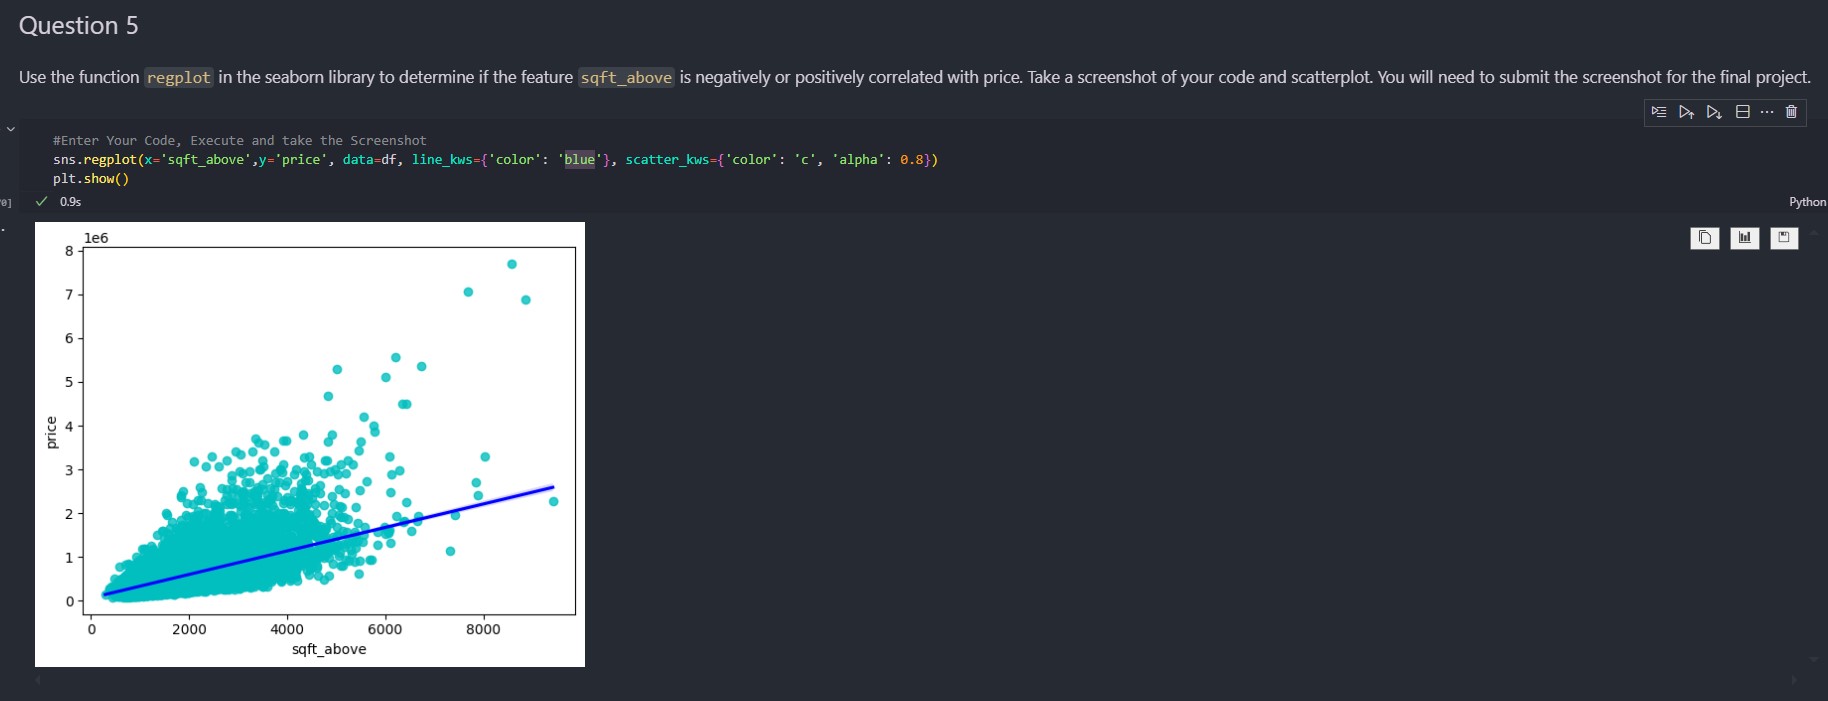 Question 5
Use the function regplot in the seaborn library to determine if the feature sqft_above is negatively or positively correlated with price. Take a screenshot of your code and scatterplot. You will need to submit the screenshot for the final project.
#Enter Your Code, Execute and take the Screenshot
sns.regplot(x='sqft_above',y='price', data=df, line_kws={'color': 'blue'}, scatter_kws={'color': 'c', 'alpha': 0.8})
plt.show()
0.9s
Python
1e6
8
7
6
5
4
3
2
1
0
price
0 2000 4000 6000 8000
sqft_above